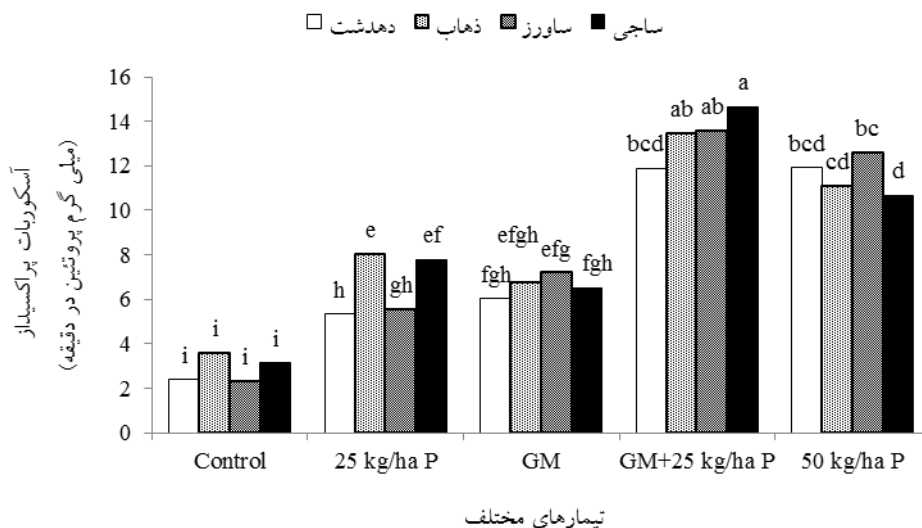 دهدشت ذهاب ساورز ساجی
آسکوربات پراکسیداز
(میلی گرم پروتئین در دقیقه)
16
14
12
10
8
6
4
2
0
i i i i
h e gh ef
fgh efgh efg fgh
bcd ab ab a
bcd cd bc d
Control 25 kg/ha P GM GM+25 kg/ha P 50 kg/ha P
تیمارهای مختلف